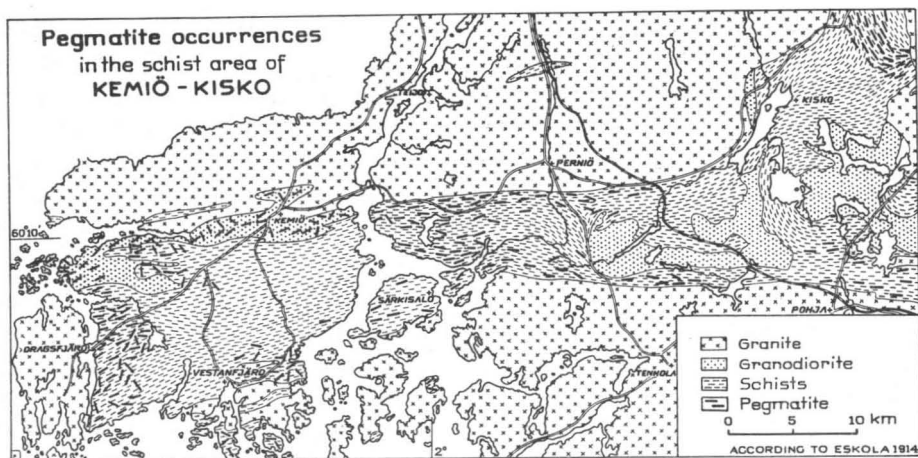 Pegmatite occurrences
in the schist area of
KEMIÖ - KISKO
TEIJO
KISKO
PERNIÖ
KEMIÖ
60°10'
SÄRKISALO
POHJA
DRAGSFJÄRD
VESTANFJÄRD
TENHOLA
Granite
Granodiorite
Schists
Pegmatite
0 5 10 km
2°
ACCORDING TO ESKOLA 1914